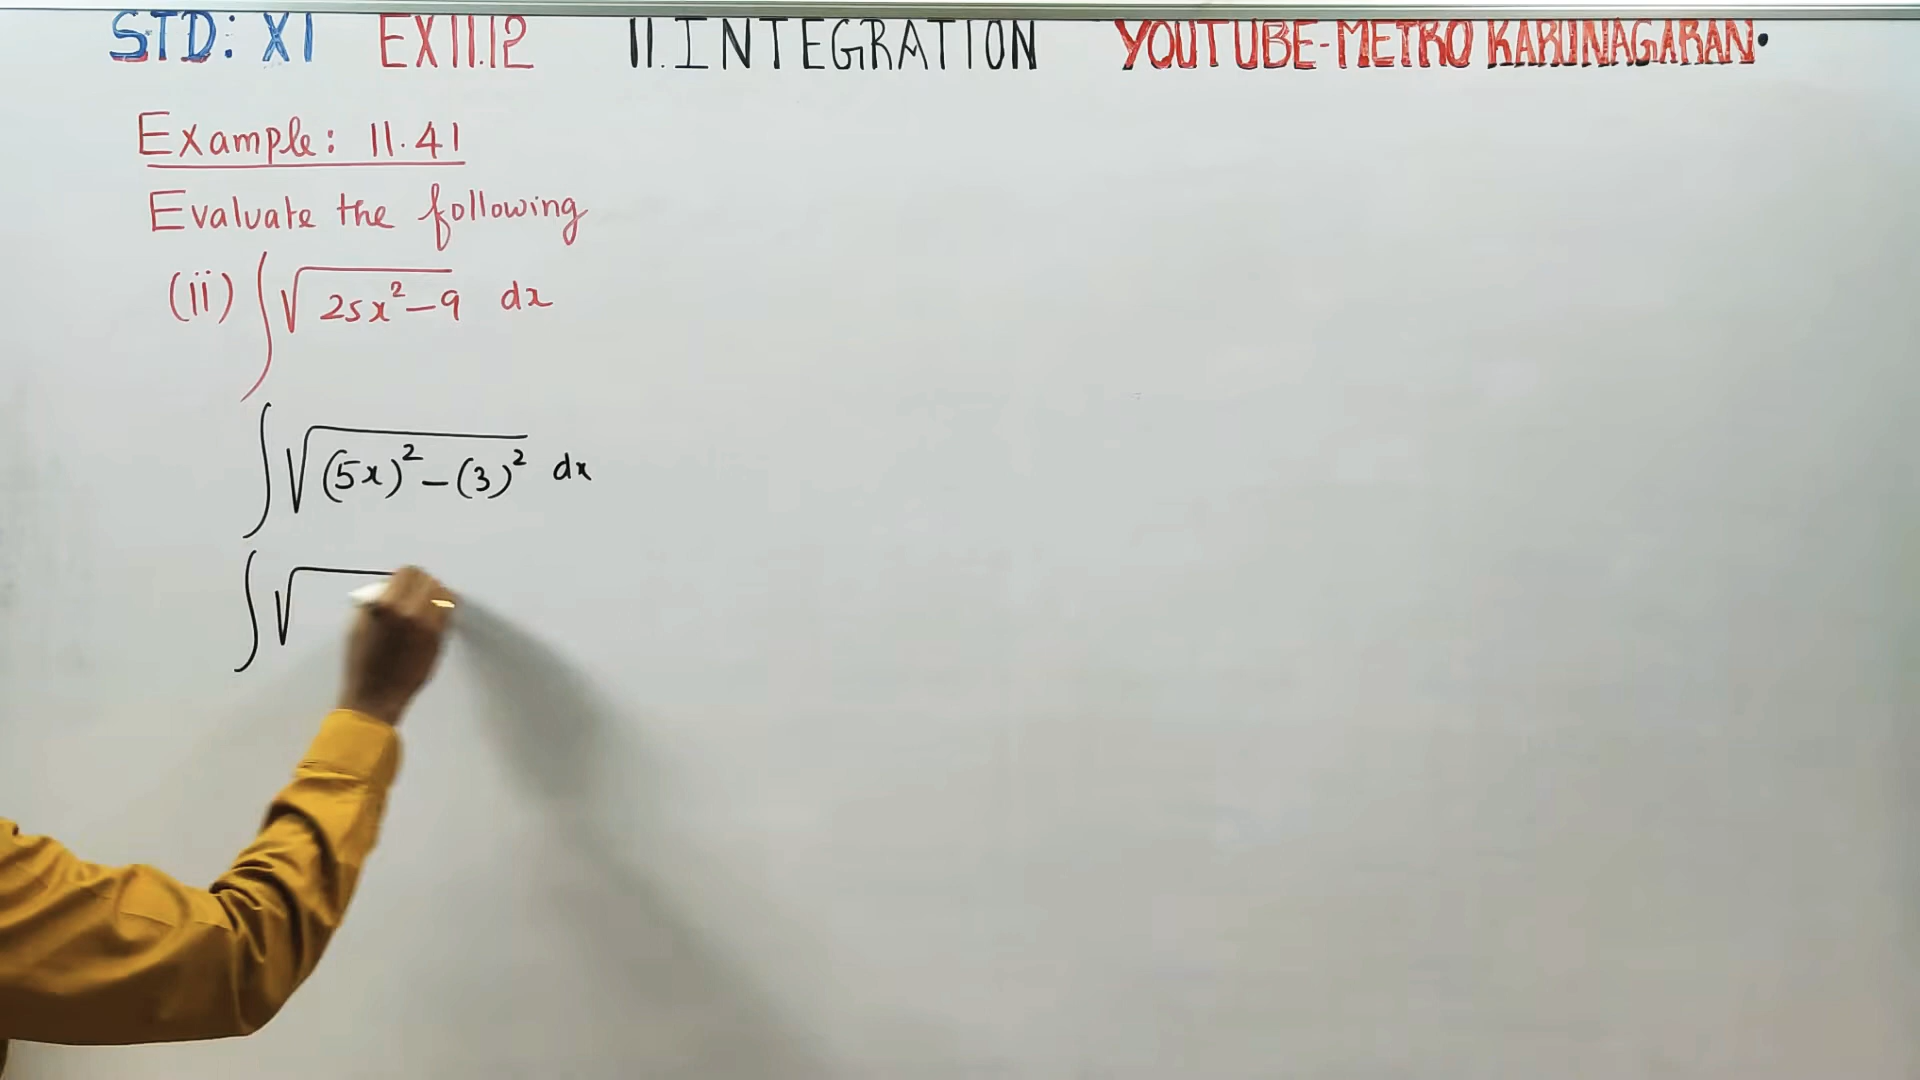 STD: XI EX11.12 11. INTEGRATION YOUTUBE-METRO KARUNAGARAN.
Example: 11.41
Evaluate the following
(ii) ∫√25x²-9 dx
∫√(5x)²-(3)² dx
∫√